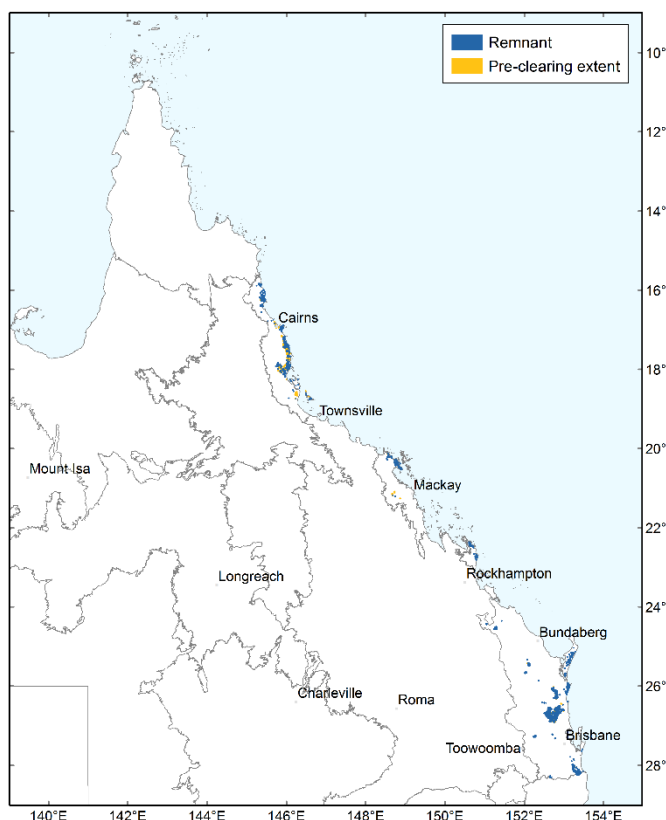 Remnant
Pre-clearing extent
9°
10°
12°
14°
16°
Cairns
18°
Townsville
20°
Mount Isa
Mackay
22°
Rockhampton
Longreach
24°
Bundaberg
26°
Charleville
Roma
Brisbane
Toowoomba
28°
140°E
142°E
144°E
146°E
148°E
150°E
152°E
154°E